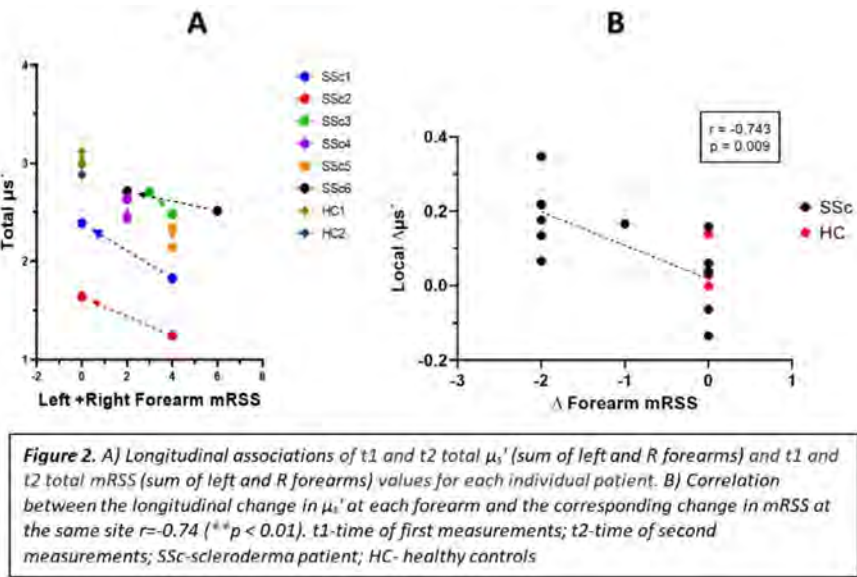 A
B
4
3
2
1
Total µs'
-2
0
2
4
6
8
Left +Right Forearm mRSS
SSc1
SSc2
SSc3
SSc4
SSc5
SSc6
HC1
HC2
0.4
0.2
0.0
-0.2
Local Δµs'
-3
-2
-1
0
1
Δ Forearm mRSS
r = -0.743
p = 0.009
SSc
HC
Figure 2. A) Longitudinal associations of t1 and t2 total µs' (sum of left and R forearms) and t1 and
t2 total mRSS (sum of left and R forearms) values for each individual patient. B) Correlation
between the longitudinal change in µs' at each forearm and the corresponding change in mRSS at
the same site r=-0.74 (**p < 0.01). t1-time of first measurements; t2-time of second
measurements; SSc-scleroderma patient; HC- healthy controls